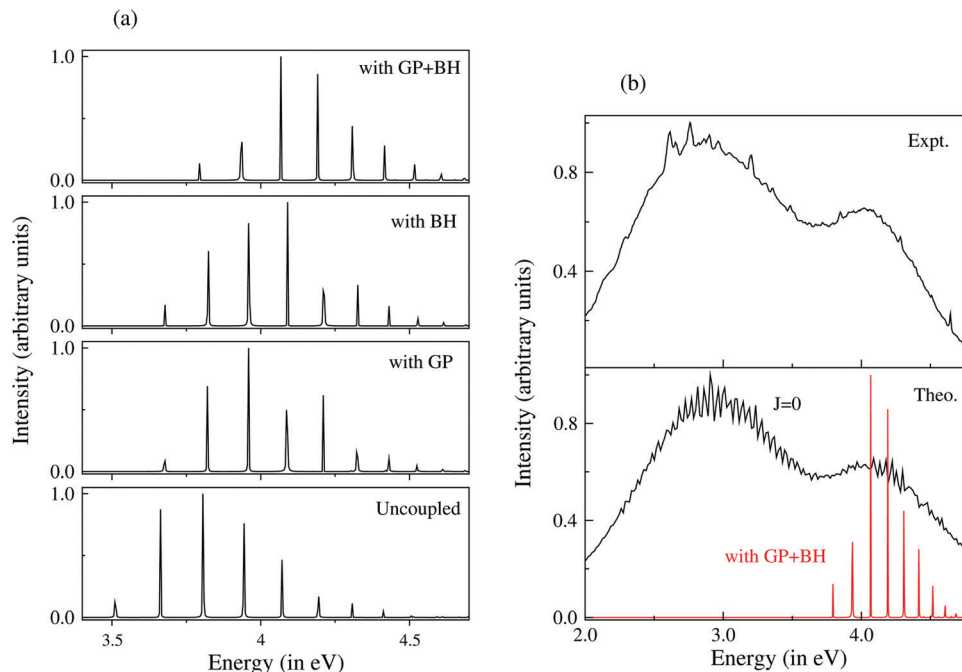 (a)
1.0
with GP+BH
0.0
1.0
with BH
0.0
1.0
with GP
0.0
1.0
Uncoupled
0.0
3.5 4 4.5
Energy (in eV)
Intensity (arbitrary units)
(b)
Expt.
0.8
0.4
Theo.
J=0
0.8
0.4
with GP+BH
0.0
2.0 3.0 4.0
Energy (in eV)
Intensity (arbitrary units)
Intensity (arbitrary units)